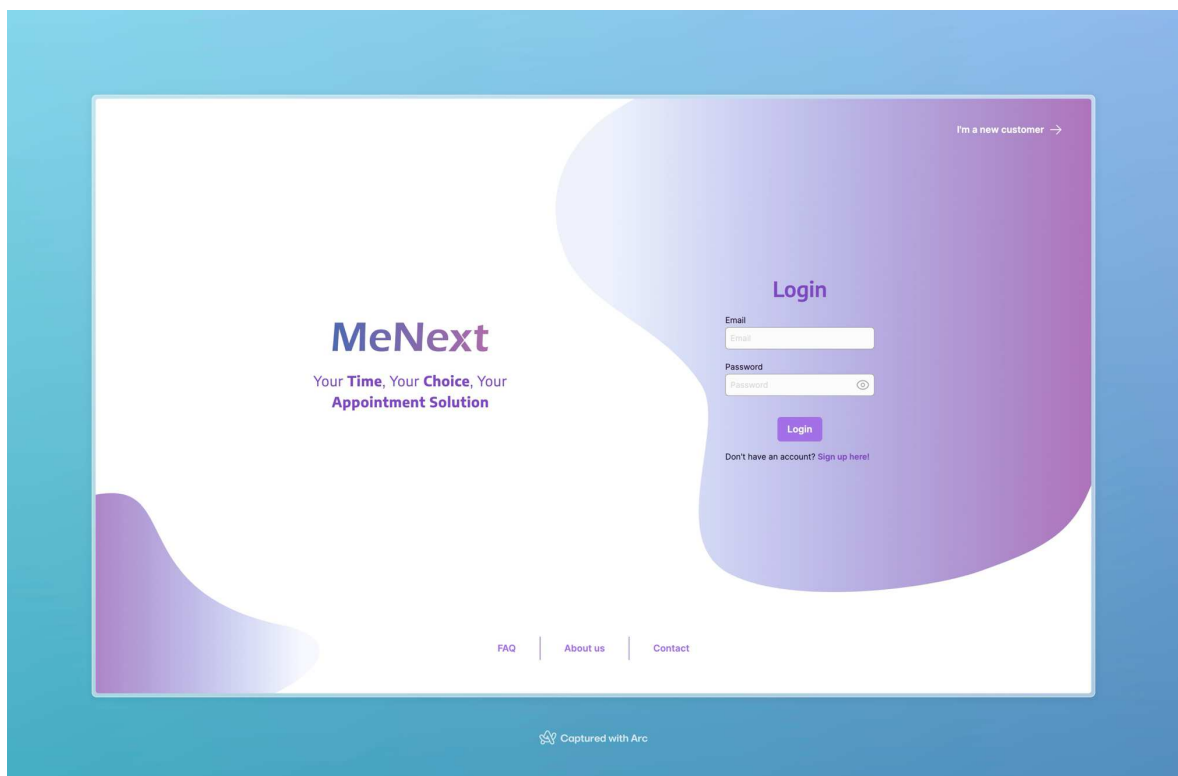 I'm a new customer →
MeNext
Your Time, Your Choice, Your
Appointment Solution
Login
Email
Email
Password
Password
Login
Don't have an account? Sign up here!
FAQ
About us
Contact
Captured with Arc